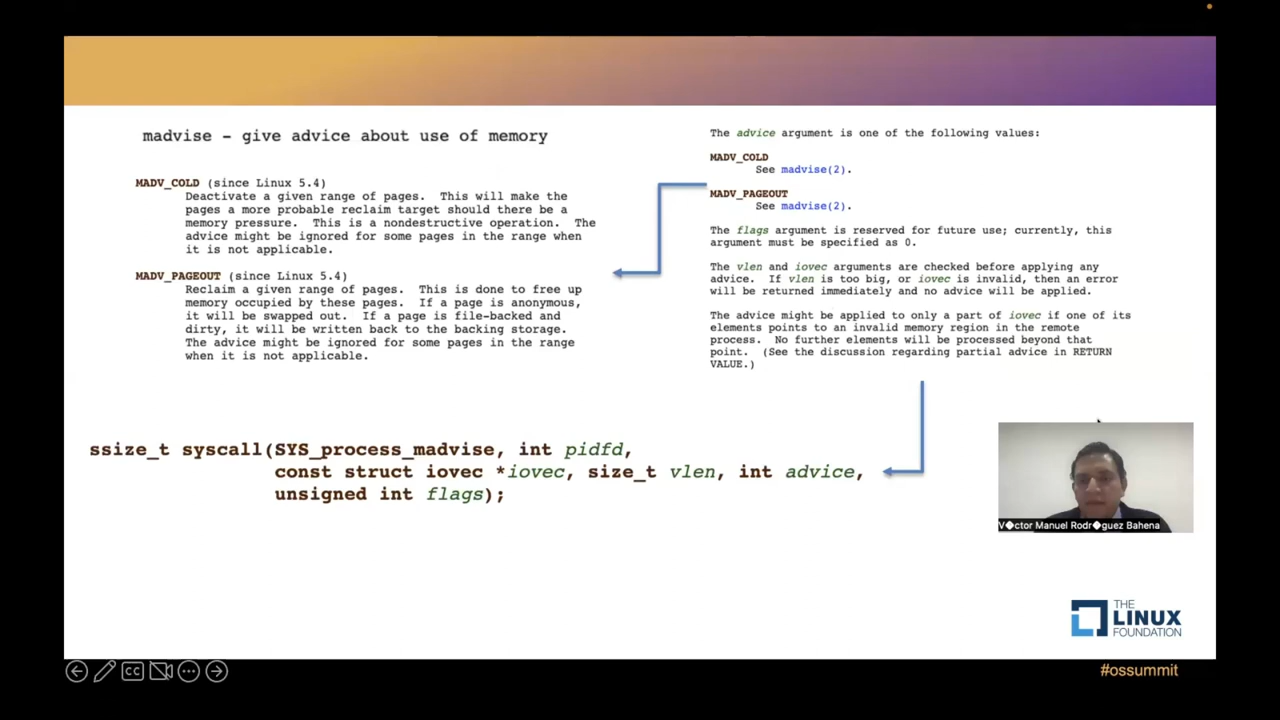 madvise - give advice about use of memory
MADV_COLD (since Linux 5.4)
Deactivate a given range of pages. This will make the
pages a more probable reclaim target should there be a
memory pressure. This is a nondestructive operation. The
advice might be ignored for some pages in the range when
it is not applicable.
MADV_PAGEOUT (since Linux 5.4)
Reclaim a given range of pages. This is done to free up
memory occupied by these pages. If a page is anonymous,
it will be swapped out. If a page is file-backed and
dirty, it will be written back to the backing storage.
The advice might be ignored for some pages in the range
when it is not applicable.
The advice argument is one of the following values:
MADV_COLD
See madvise(2).
MADV_PAGEOUT
See madvise(2).
The flags argument is reserved for future use; currently, this
argument must be specified as 0.
The vlen and iovec arguments are checked before applying any
advice. If vlen is too big, or iovec is invalid, then an error
will be returned immediately and no advice will be applied.
The advice might be applied to only a part of iovec if one of its
elements points to an invalid memory region in the remote
process. No further elements will be processed beyond that
point. (See the discussion regarding partial advice in RETURN
VALUE.)
ssize_t syscall(SYS_process_madvise, int pidfd,
const struct iovec *iovec, size_t vlen, int advice,
unsigned int flags);
V�ctor Manuel Rodr�guez Bahena
THE
LINUX
FOUNDATION
CC
#ossummit